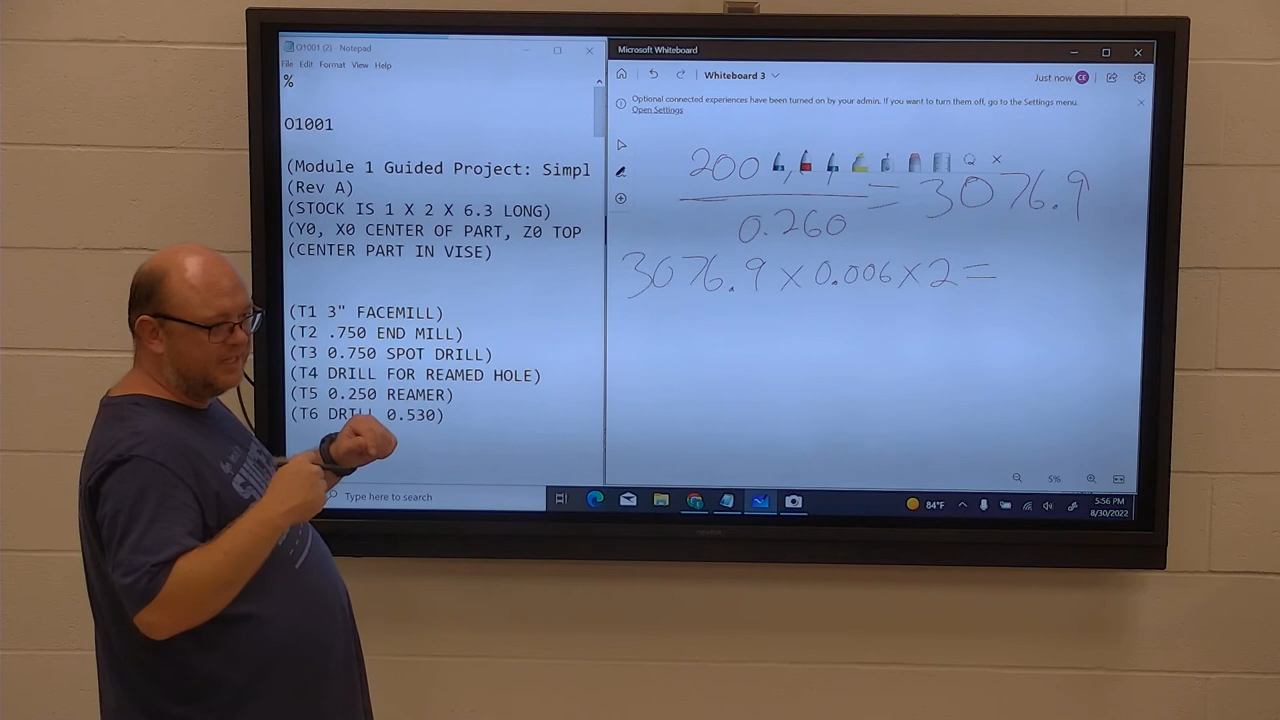 O1001 (2) - Notepad
File Edit Format View Help
%
O1001
(Module 1 Guided Project: Simpl
(Rev A)
(STOCK IS 1 X 2 X 6.3 LONG)
(Y0, X0 CENTER OF PART, Z0 TOP
(CENTER PART IN VISE)
(T1 3" FACEMILL)
(T2 .750 END MILL)
(T3 0.750 SPOT DRILL)
(T4 DRILL FOR REAMED HOLE)
(T5 0.250 REAMER)
(T6 DRILL 0.530)
Type here to search
Microsoft Whiteboard
Whiteboard 3
Just now CE
Optional connected experiences have been turned on by your admin. If you want to turn them off, go to the Settings menu.
Open Settings
200
= 3076.9
0.260
3076.9 × 0.006 × 2 =
5%
84°F
5:56 PM
8/30/2022